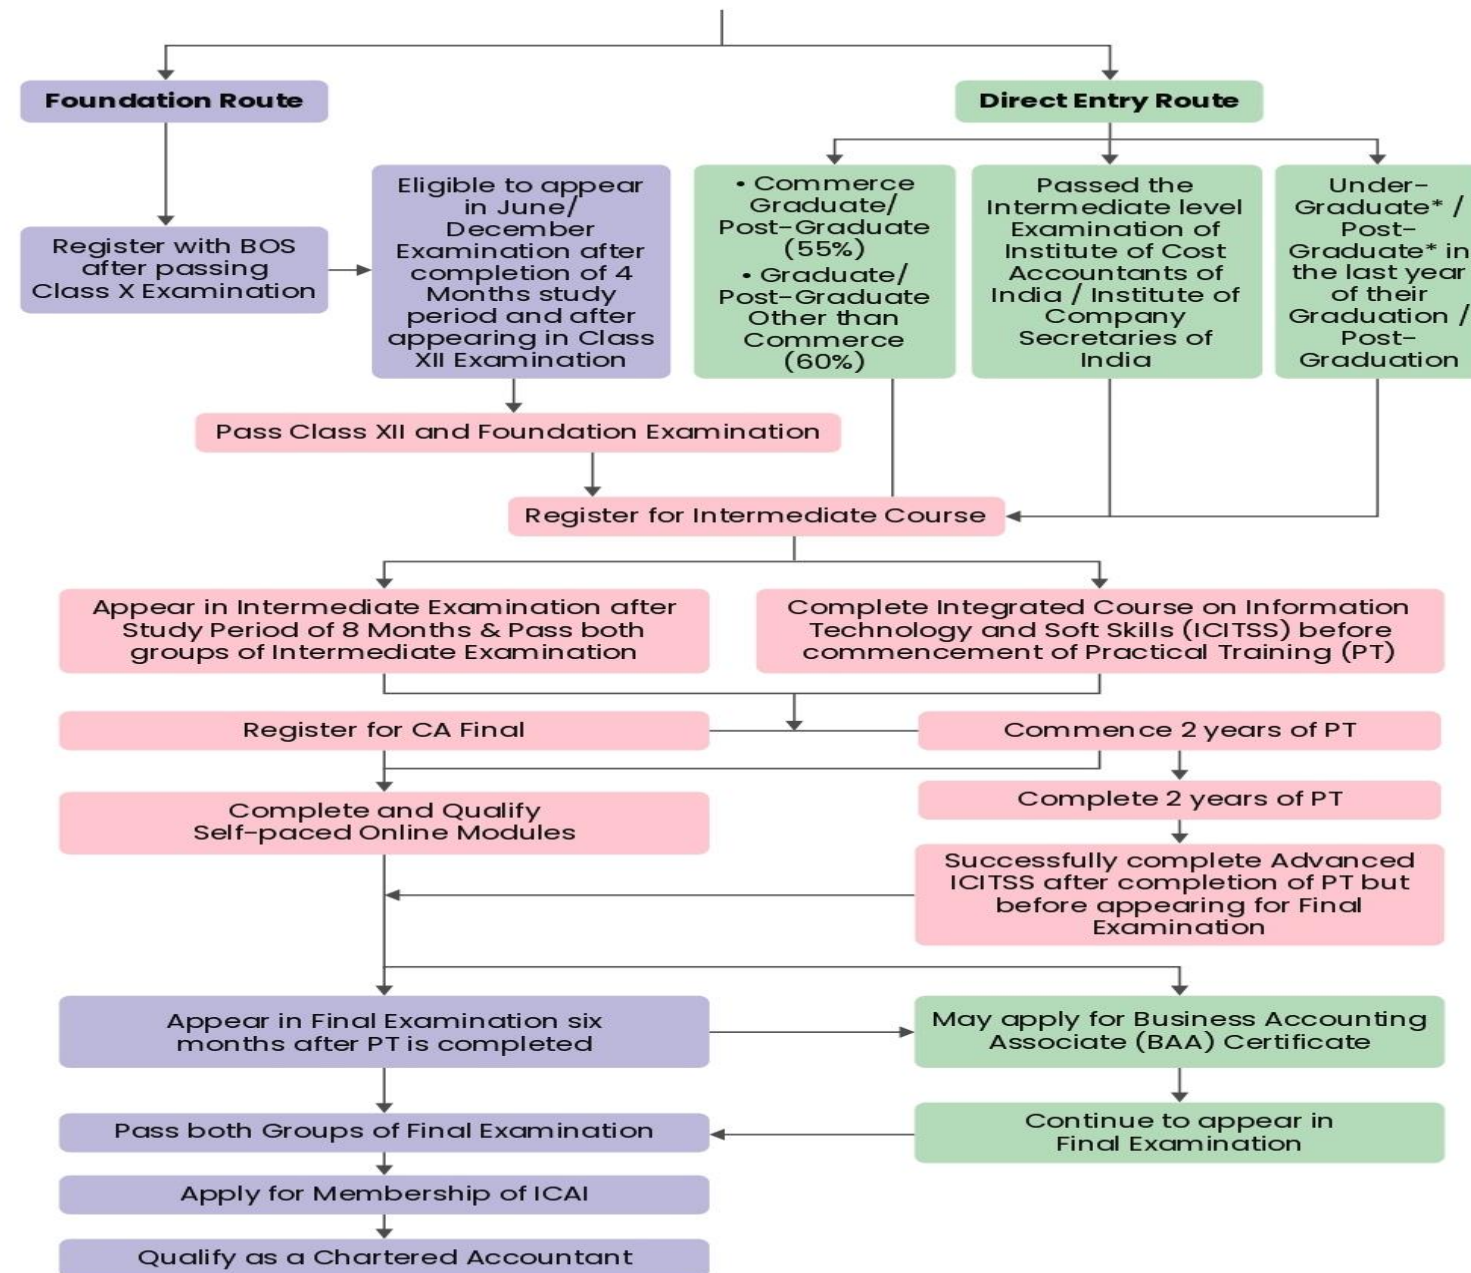 Foundation Route
Direct Entry Route
Register with BOS
after passing
Class X Examination
Eligible to appear
in June/
December
Examination after
completion of 4
Months study
period and after
appearing in Class
XII Examination
• Commerce
Graduate/
Post-Graduate
(55%)
• Graduate/
Post-Graduate
Other than
Commerce
(60%)
Passed the
Intermediate level
Examination of
Institute of Cost
Accountants of
India / Institute of
Company
Secretaries of
India
Under-
Graduate* /
Post-
Graduate* in
the last year
of their
Graduation /
Post-
Graduation
Pass Class XII and Foundation Examination
Register for Intermediate Course
Appear in Intermediate Examination after
Study Period of 8 Months & Pass both
groups of Intermediate Examination
Complete Integrated Course on Information
Technology and Soft Skills (ICITSS) before
commencement of Practical Training (PT)
Register for CA Final
Commence 2 years of PT
Complete and Qualify
Self-paced Online Modules
Complete 2 years of PT
Successfully complete Advanced
ICITSS after completion of PT but
before appearing for Final
Examination
Appear in Final Examination six
months after PT is completed
May apply for Business Accounting
Associate (BAA) Certificate
Pass both Groups of Final Examination
Continue to appear in
Final Examination
Apply for Membership of ICAI
Qualify as a Chartered Accountant